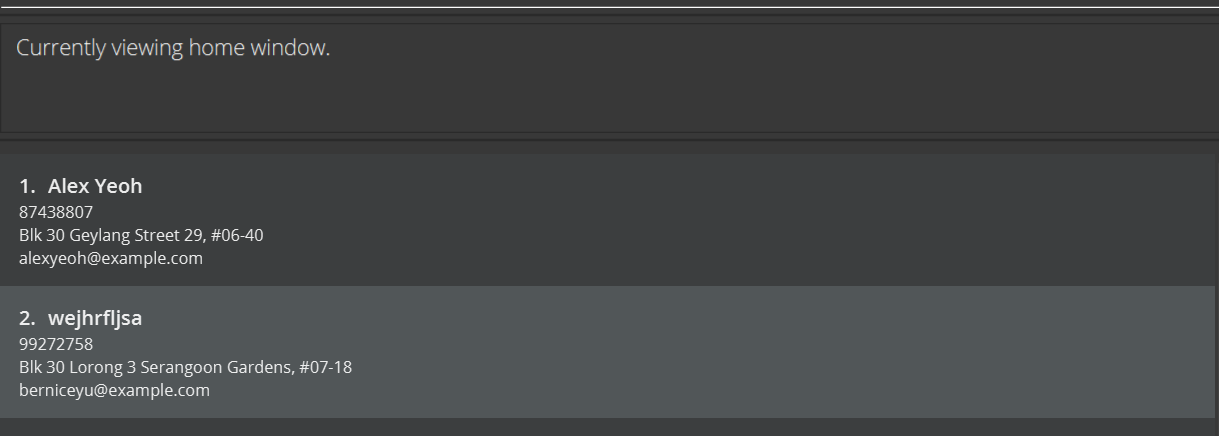 Currently viewing home window.
1. Alex Yeoh
87438807
Blk 30 Geylang Street 29, #06-40
alexyeoh@example.com
2. wejhrfljsa
99272758
Blk 30 Lorong 3 Serangoon Gardens, #07-18
berniceyu@example.com